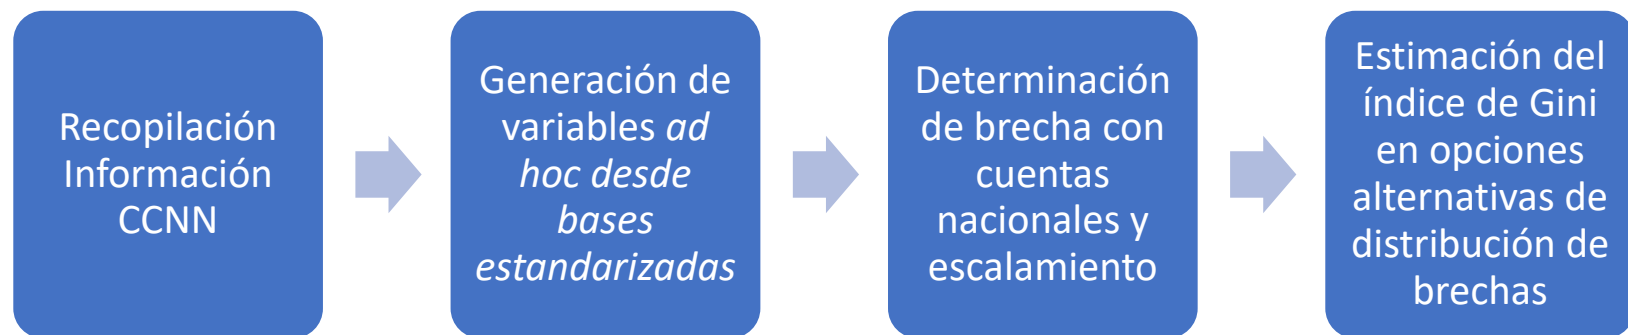 Recopilación
Información
CCNN
Generación de
variables ad
hoc desde
bases
estandarizadas
Determinación
de brecha con
cuentas
nacionales y
escalamiento
Estimación del
índice de Gini
en opciones
alternativas de
distribución de
brechas